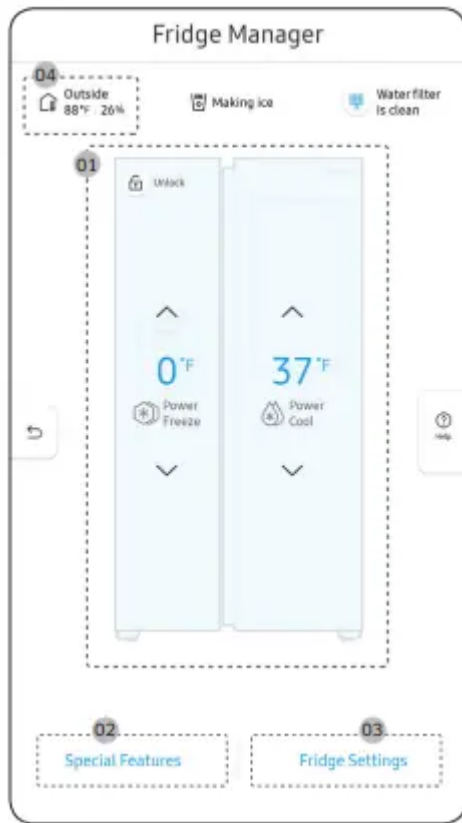 Fridge Manager
04
Outside
88°F 26%
Making ice
Water filter
is clean
01
Unlock
0°F
37°F
Power
Freeze
Power
Cool
Help
02
03
Special Features
Fridge Settings